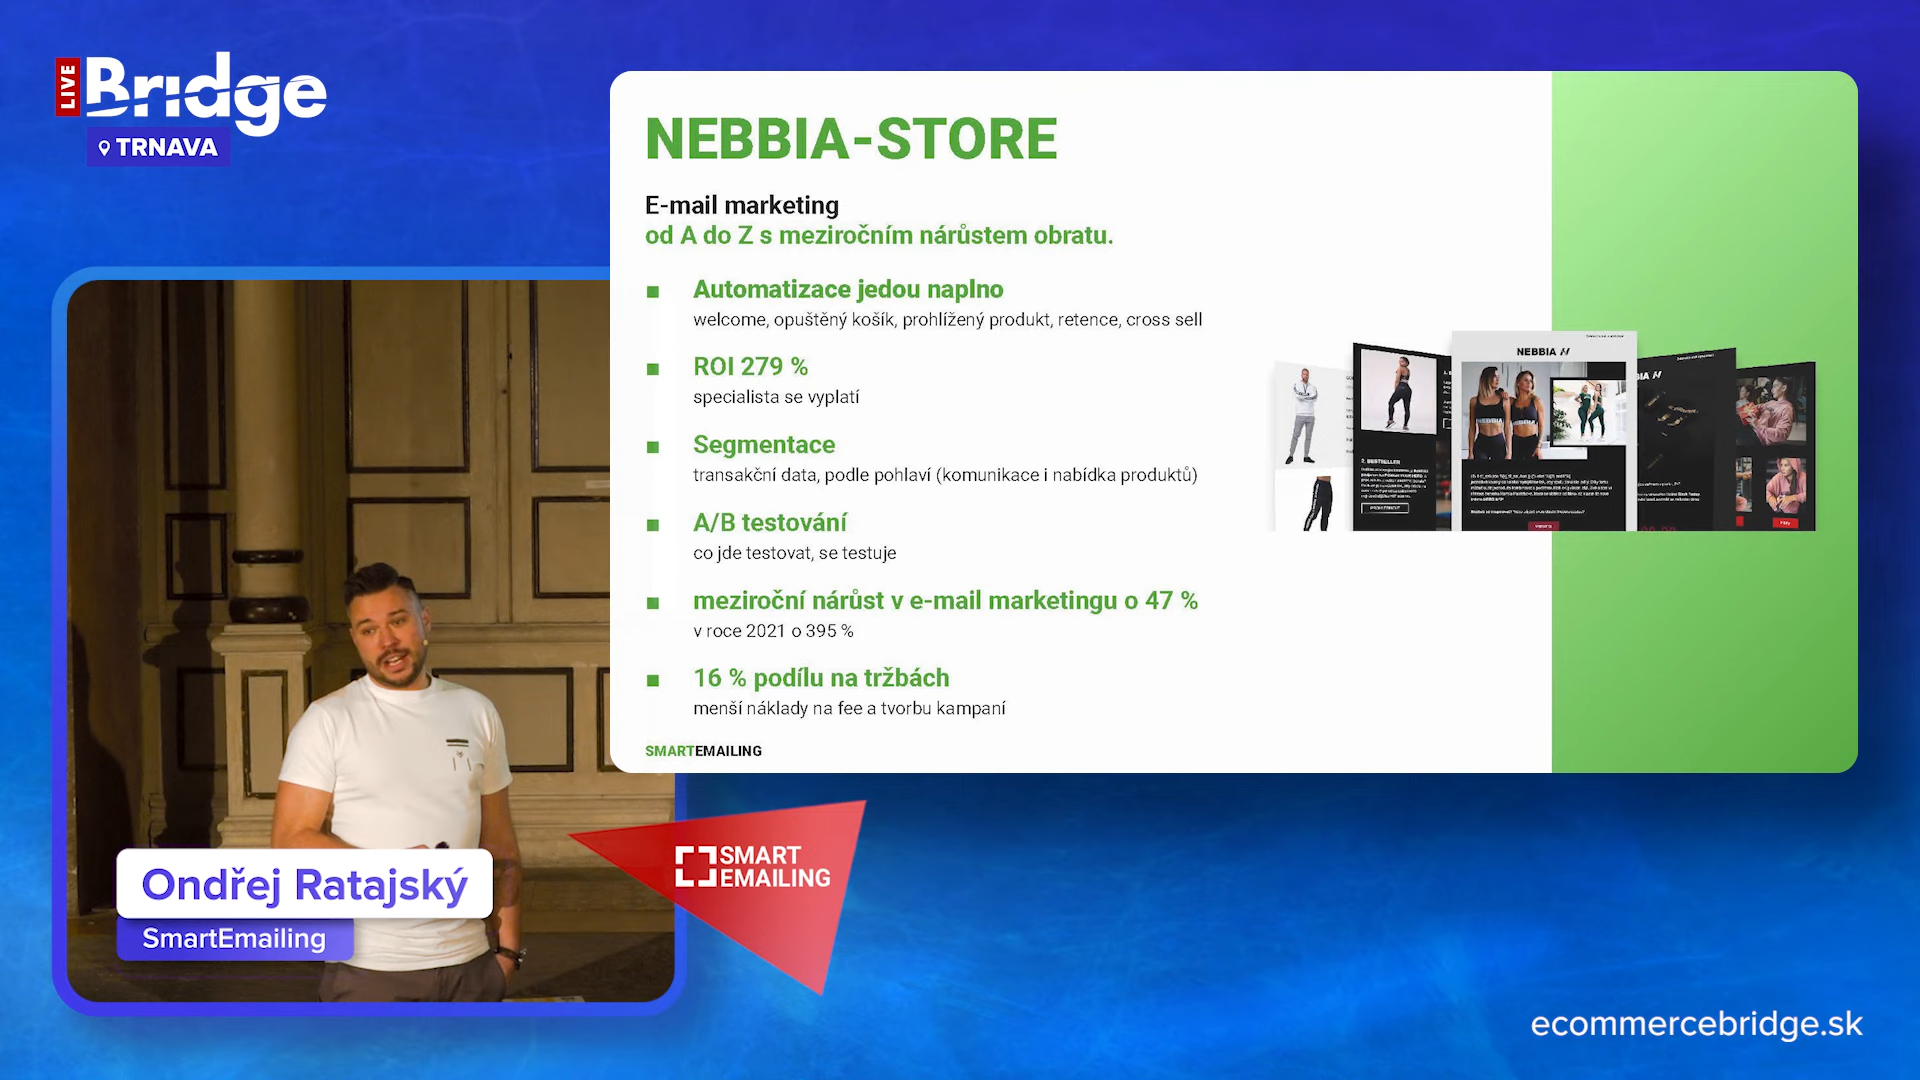 LIVE
Bridge
TRNAVA
NEBBIA-STORE
E-mail marketing
od A do Z s meziročním nárůstem obratu.
Automatizace jedou naplno
welcome, opuštěný košík, prohlížený produkt, retence, cross sell
ROI 279 %
specialista se vyplatí
Segmentace
transakční data, podle pohlaví (komunikace i nabídka produktů)
A/B testování
co jde testovat, se testuje
meziroční nárůst v e-mail marketingu o 47 %
v roce 2021 o 395 %
16 % podílu na tržbách
menší náklady na fee a tvorbu kampaní
SMARTEMAILING
NEBBIA
2. BESTSELLER
SMART
EMAILING
Ondřej Ratajský
SmartEmailing
ecommercebridge.sk